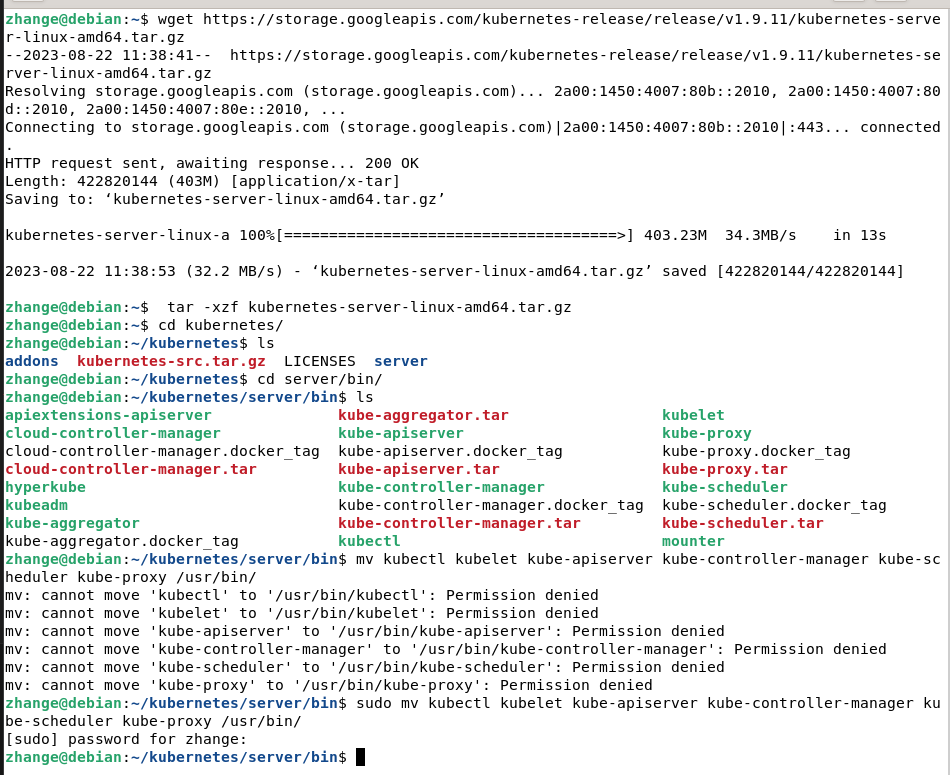 zhange@debian:~$ wget https://storage.googleapis.com/kubernetes-release/release/v1.9.11/kubernetes-serve
r-linux-amd64.tar.gz
--2023-08-22 11:38:41--  https://storage.googleapis.com/kubernetes-release/release/v1.9.11/kubernetes-se
rver-linux-amd64.tar.gz
Resolving storage.googleapis.com (storage.googleapis.com)... 2a00:1450:4007:80b::2010, 2a00:1450:4007:80
d::2010, 2a00:1450:4007:80e::2010, ...
Connecting to storage.googleapis.com (storage.googleapis.com)|2a00:1450:4007:80b::2010|:443... connected
.
HTTP request sent, awaiting response... 200 OK
Length: 422820144 (403M) [application/x-tar]
Saving to: ‘kubernetes-server-linux-amd64.tar.gz’
kubernetes-server-linux-a 100%[=====================================>] 403.23M  34.3MB/s    in 13s
2023-08-22 11:38:53 (32.2 MB/s) - ‘kubernetes-server-linux-amd64.tar.gz’ saved [422820144/422820144]
zhange@debian:~$  tar -xzf kubernetes-server-linux-amd64.tar.gz
zhange@debian:~$ cd kubernetes/
zhange@debian:~/kubernetes$ ls
addons  kubernetes-src.tar.gz  LICENSES  server
zhange@debian:~/kubernetes$ cd server/bin/
zhange@debian:~/kubernetes/server/bin$ ls
apiextensions-apiserver              kube-aggregator.tar                 kubelet
cloud-controller-manager             kube-apiserver                      kube-proxy
cloud-controller-manager.docker_tag  kube-apiserver.docker_tag           kube-proxy.docker_tag
cloud-controller-manager.tar         kube-apiserver.tar                  kube-proxy.tar
hyperkube                            kube-controller-manager             kube-scheduler
kubeadm                              kube-controller-manager.docker_tag  kube-scheduler.docker_tag
kube-aggregator                      kube-controller-manager.tar         kube-scheduler.tar
kube-aggregator.docker_tag           kubectl                             mounter
zhange@debian:~/kubernetes/server/bin$ mv kubectl kubelet kube-apiserver kube-controller-manager kube-sc
heduler kube-proxy /usr/bin/
mv: cannot move 'kubectl' to '/usr/bin/kubectl': Permission denied
mv: cannot move 'kubelet' to '/usr/bin/kubelet': Permission denied
mv: cannot move 'kube-apiserver' to '/usr/bin/kube-apiserver': Permission denied
mv: cannot move 'kube-controller-manager' to '/usr/bin/kube-controller-manager': Permission denied
mv: cannot move 'kube-scheduler' to '/usr/bin/kube-scheduler': Permission denied
mv: cannot move 'kube-proxy' to '/usr/bin/kube-proxy': Permission denied
zhange@debian:~/kubernetes/server/bin$ sudo mv kubectl kubelet kube-apiserver kube-controller-manager ku
be-scheduler kube-proxy /usr/bin/
[sudo] password for zhange:
zhange@debian:~/kubernetes/server/bin$